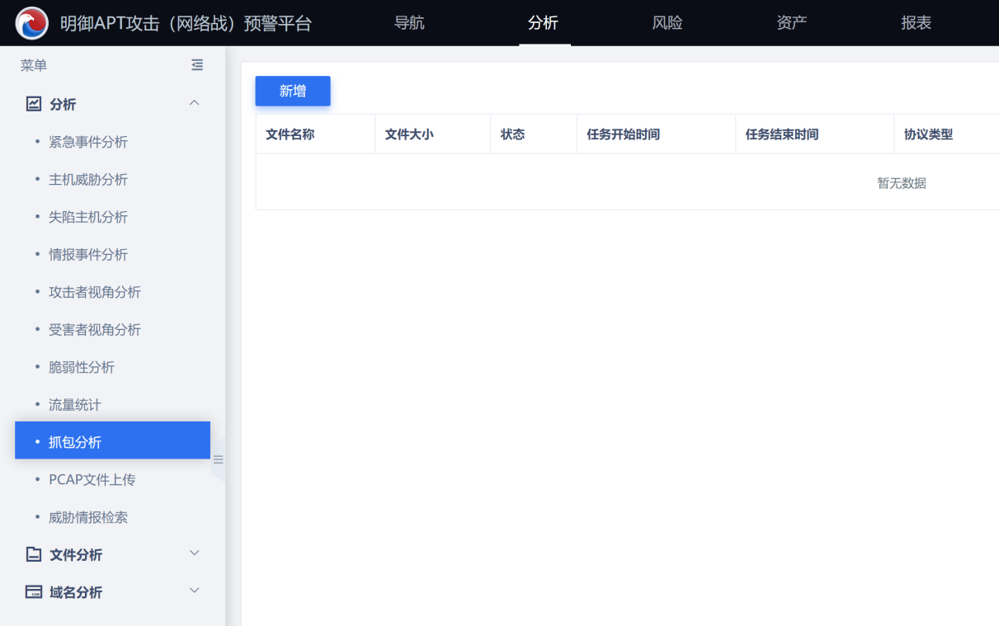 明御APT攻击（网络战）预警平台 导航 分析 风险 资产 报表
菜单
分析
紧急事件分析
主机威胁分析
失陷主机分析
情报事件分析
攻击者视角分析
受害者视角分析
脆弱性分析
流量统计
抓包分析
PCAP文件上传
威胁情报检索
文件分析
域名分析
新增
文件名称 文件大小 状态 任务开始时间 任务结束时间 协议类型
暂无数据